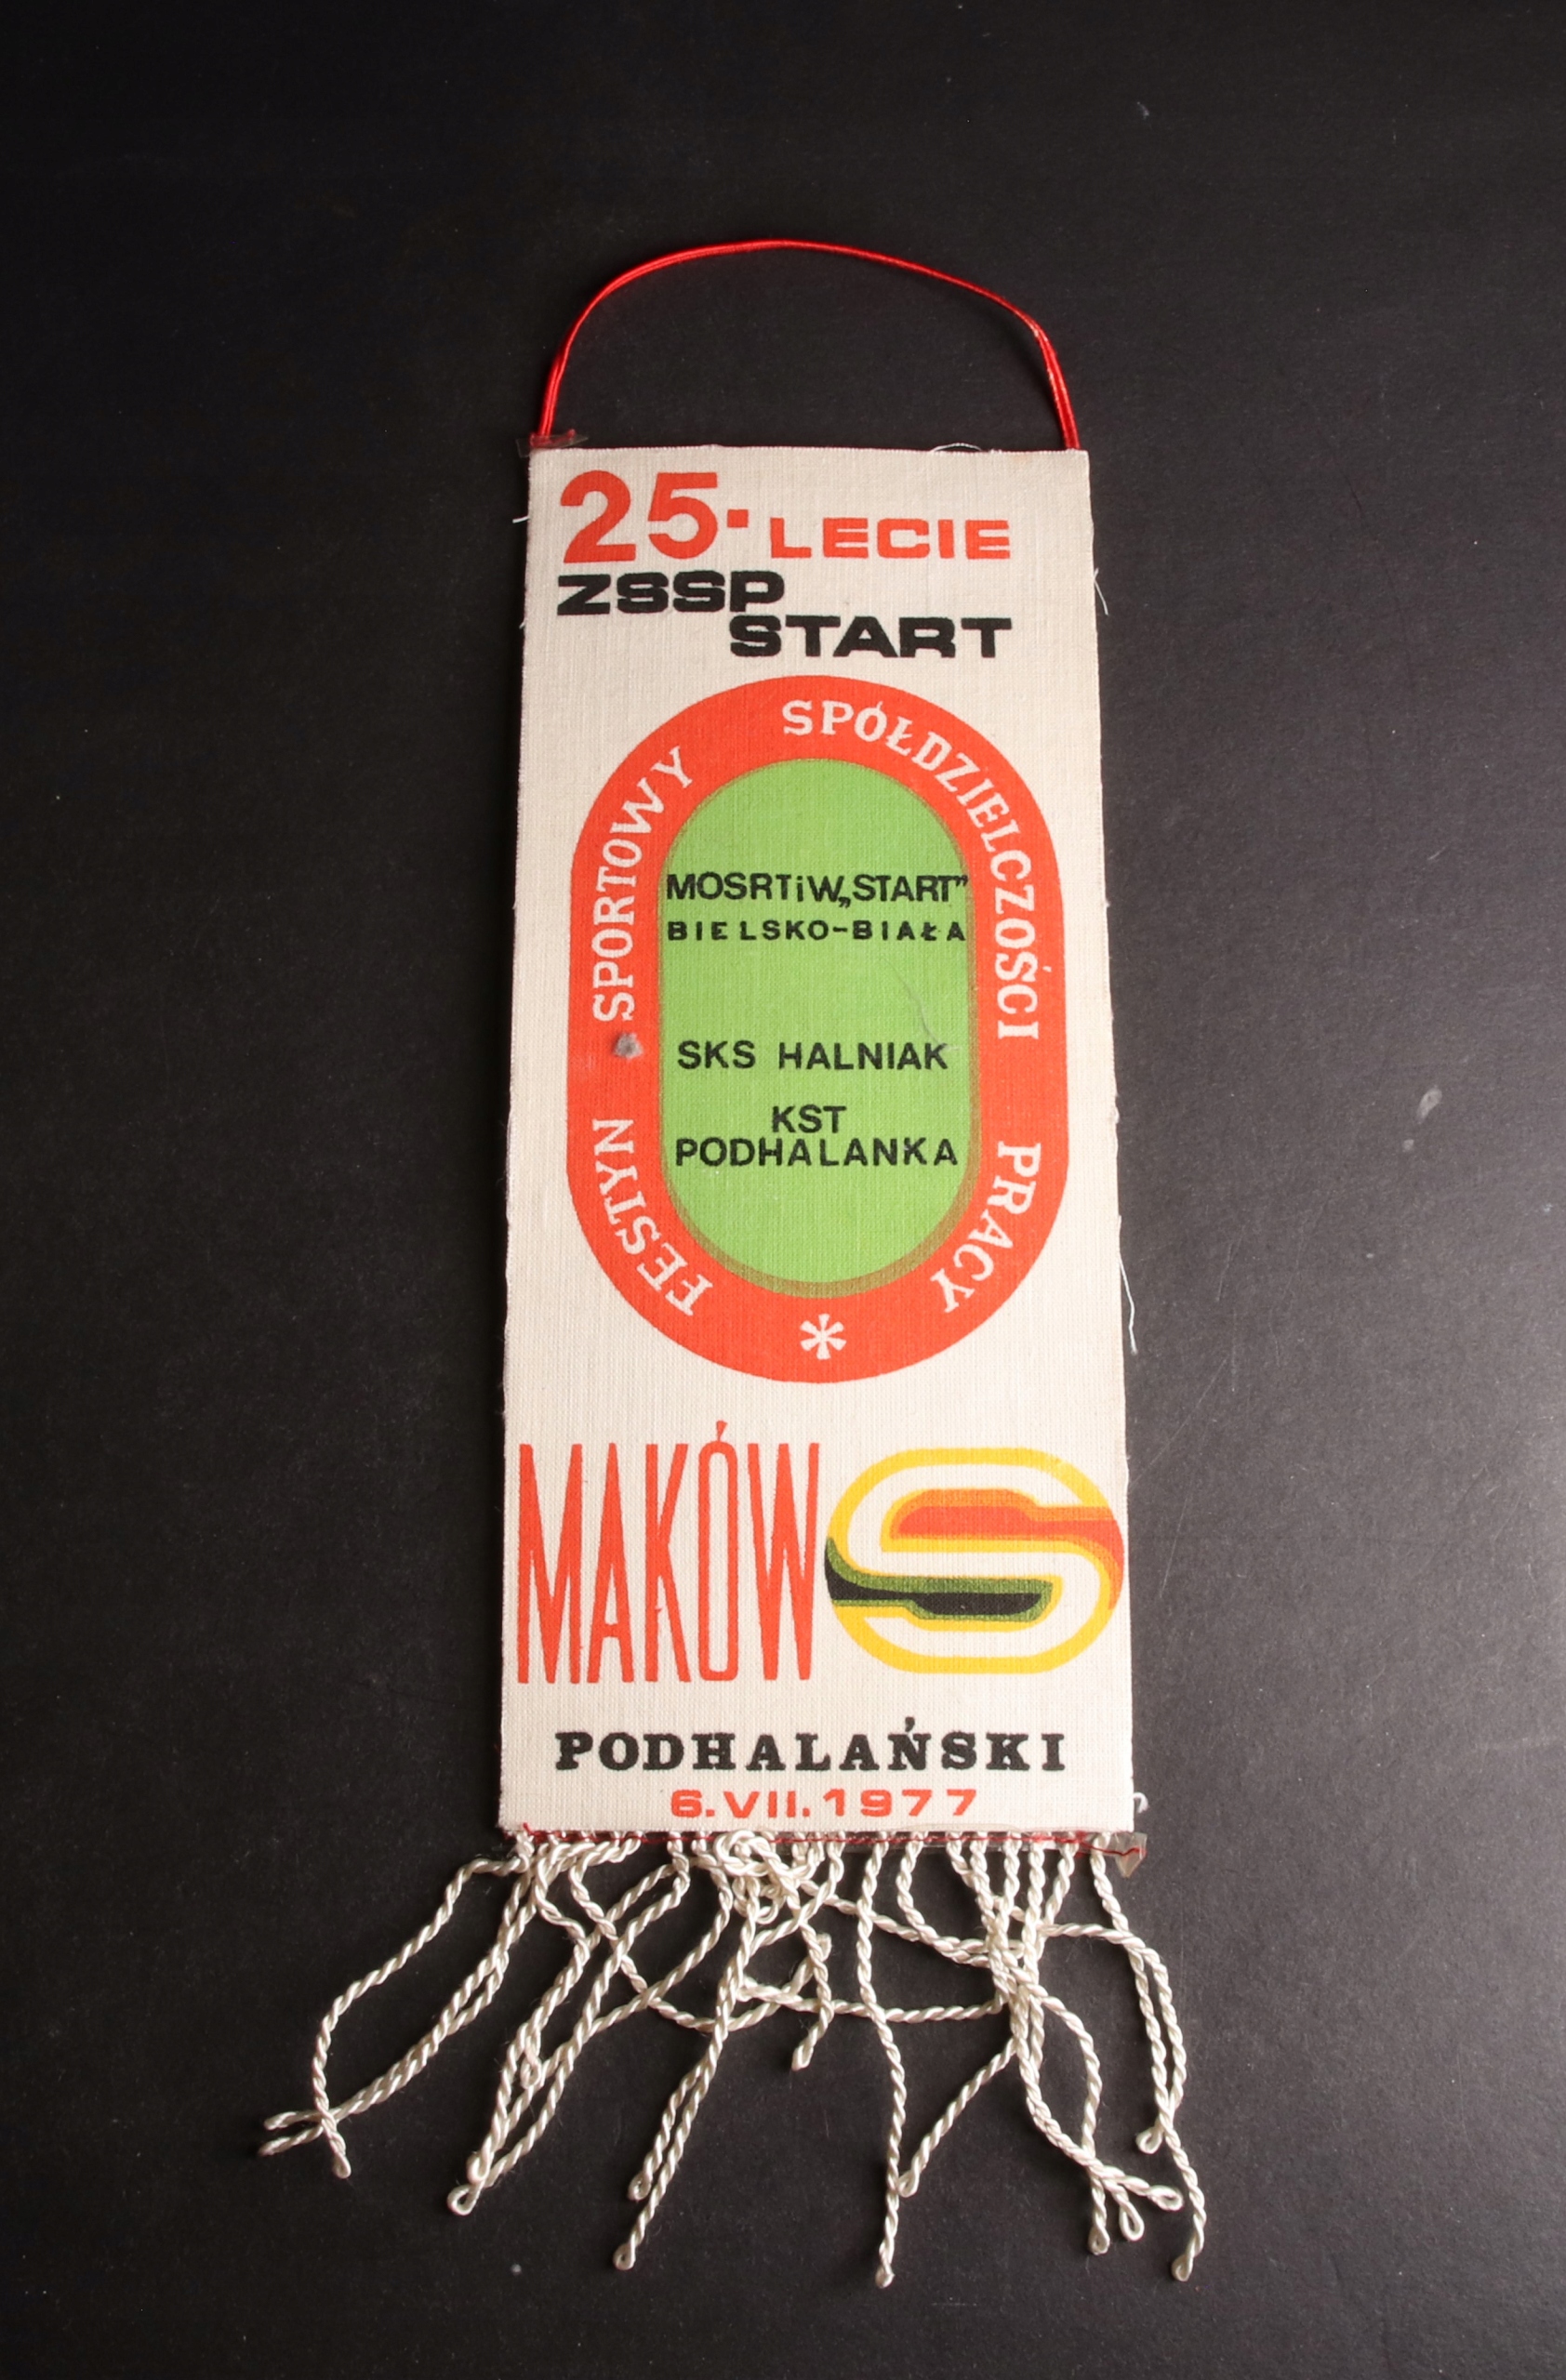 25-LECIE
ZSSP
START
FESTYN SPORTOWY SPÓŁDZIELCZOŚCI PRACY *
MOSRTiW„START”
BIELSKO-BIAŁA
SKS HALNIAK
KST
PODHALANKA
MAKÓW S
PODHALAŃSKI
6.VII.1977